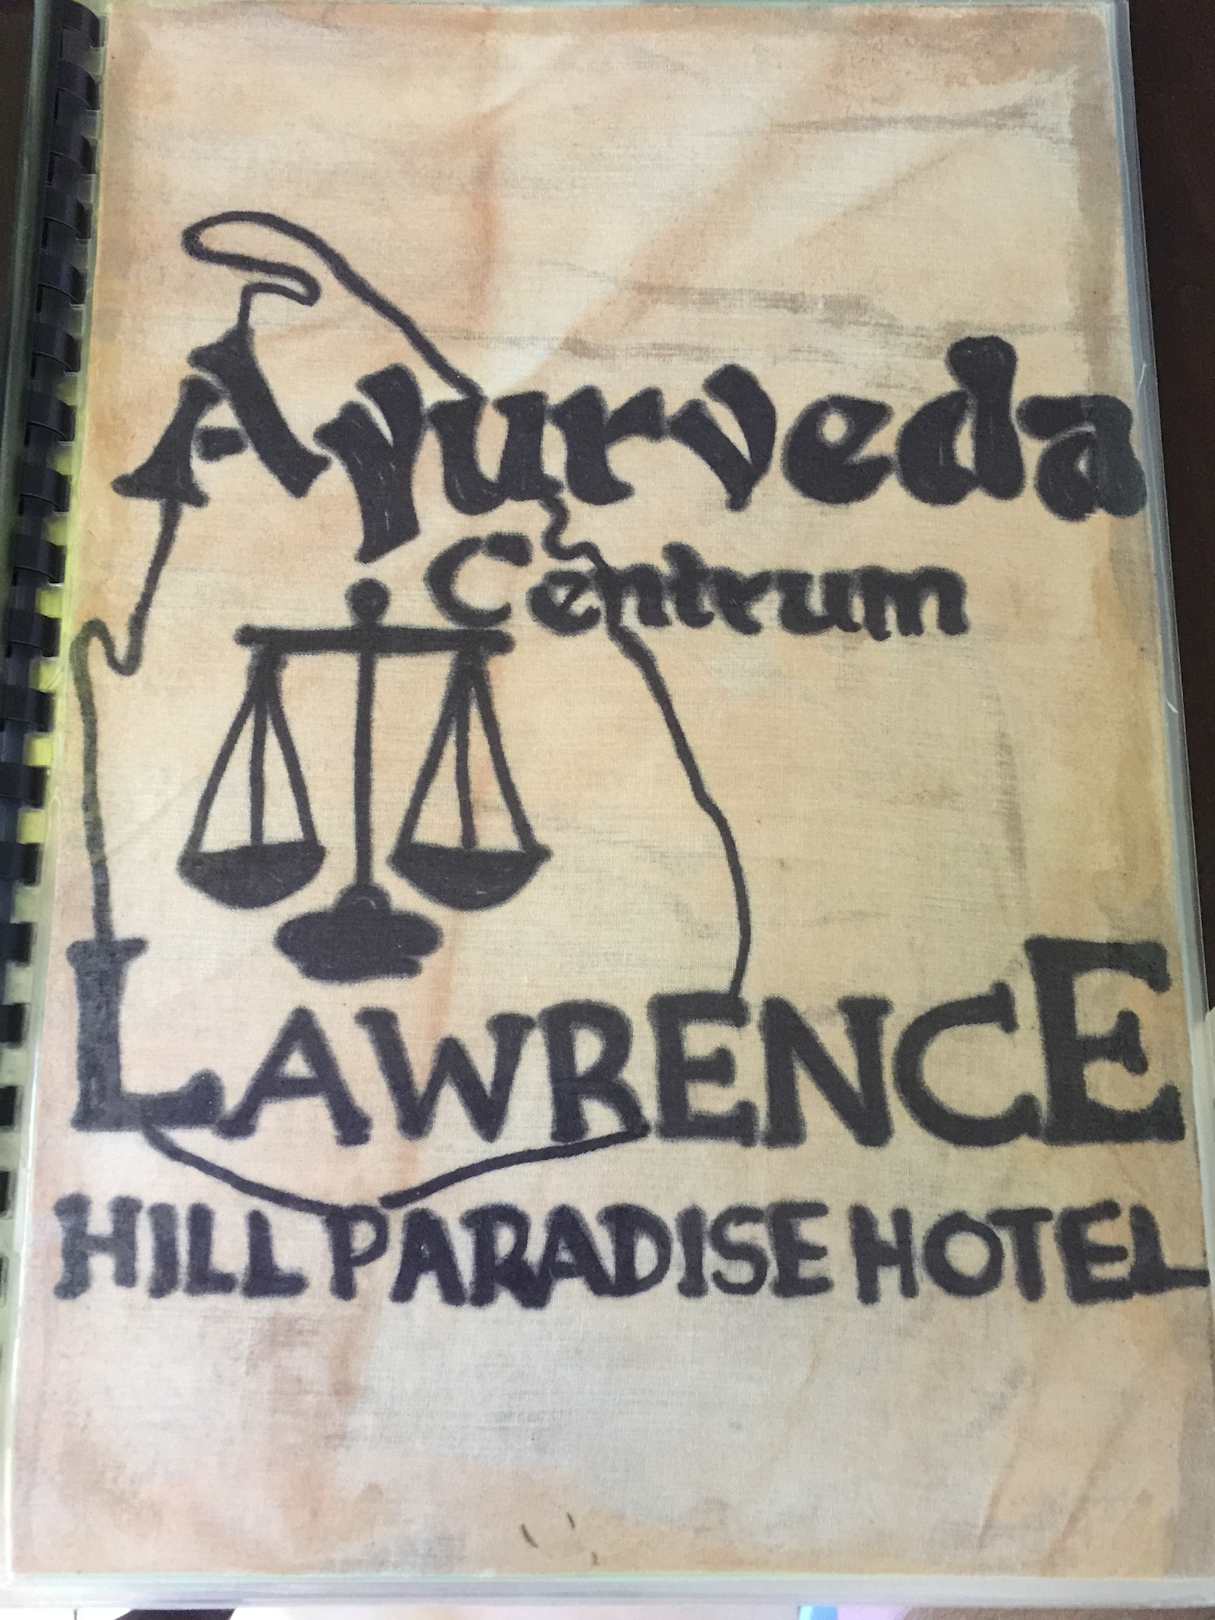 Ayurveda
Centrum
LAWRENCE
HILL PARADISE HOTEL